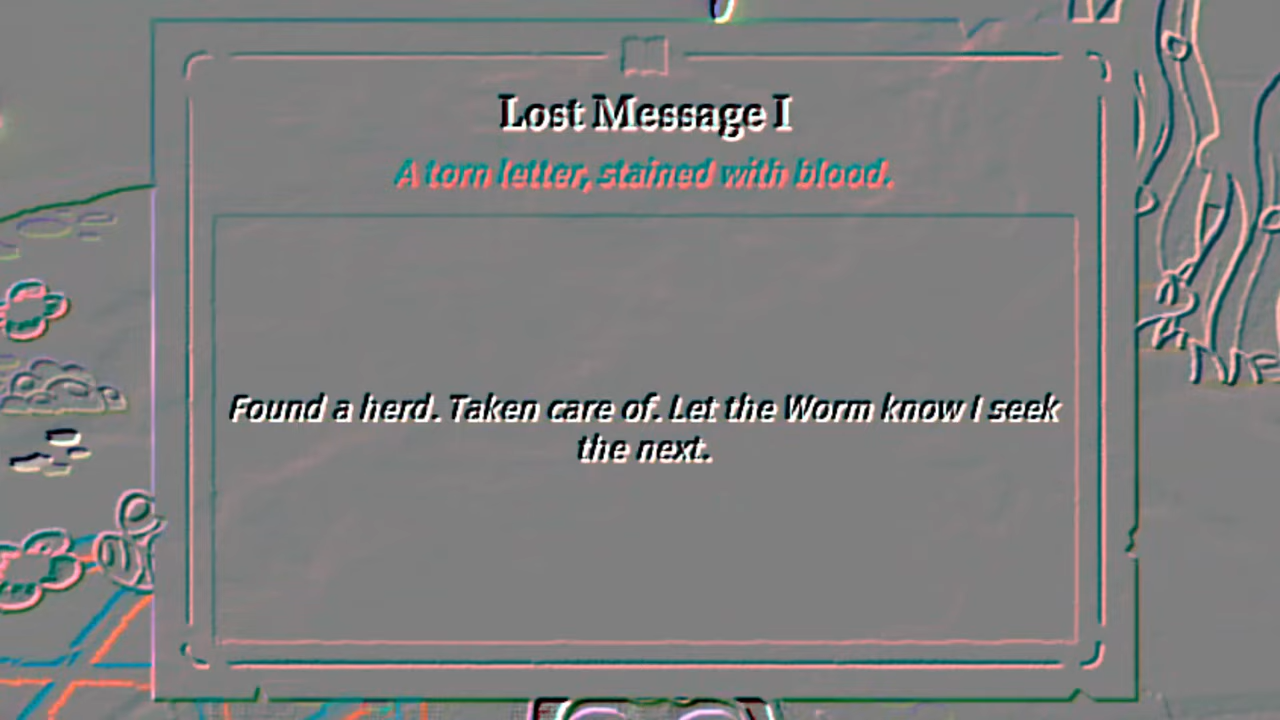 Lost Message I
A torn letter, stained with blood.
Found a herd. Taken care of. Let the Worm know I seek
the next.